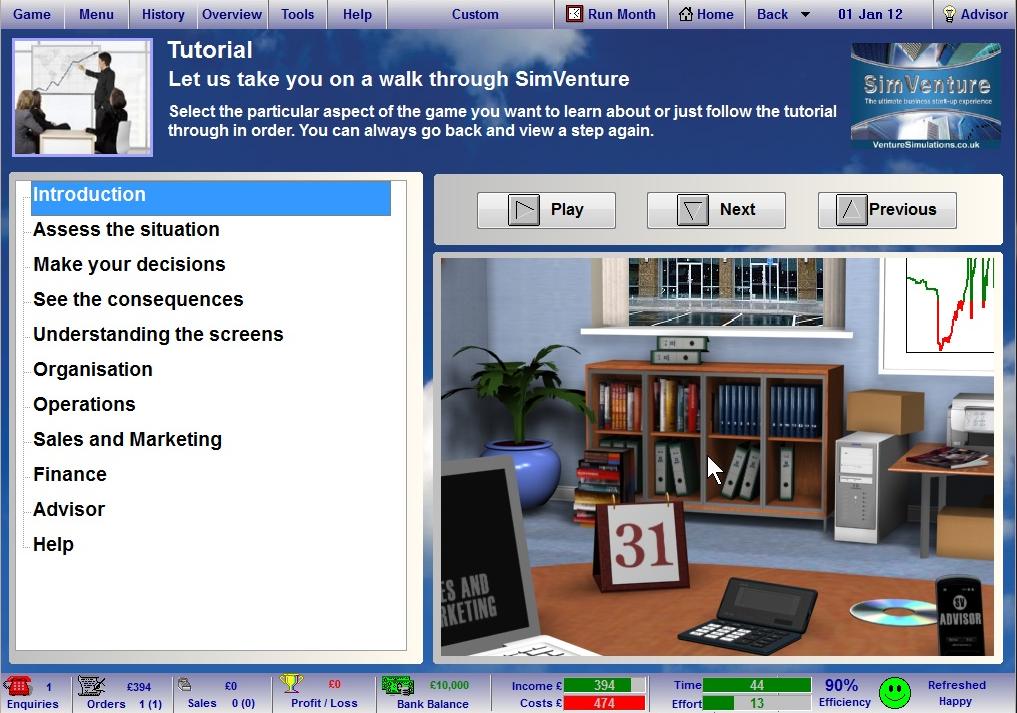 Game Menu History Overview Tools Help Custom Run Month Home Back 01 Jan 12 Advisor
Tutorial
Let us take you on a walk through SimVenture
Select the particular aspect of the game you want to learn about or just follow the tutorial
through in order. You can always go back and view a step again.
SimVenture
The ultimate business start-up experience
VentureSimulations.co.uk
Introduction
Assess the situation
Make your decisions
See the consequences
Understanding the screens
Organisation
Operations
Sales and Marketing
Finance
Advisor
Help
Play Next Previous
31
ES AND
RKETING
SV
ADVISOR
1 £394 £0 £0 £10,000 Income £ 394 Time 44 90% Refreshed
Enquiries Orders 1 (1) Sales 0 (0) Profit / Loss Bank Balance Costs £ 474 Effort 13 Efficiency Happy